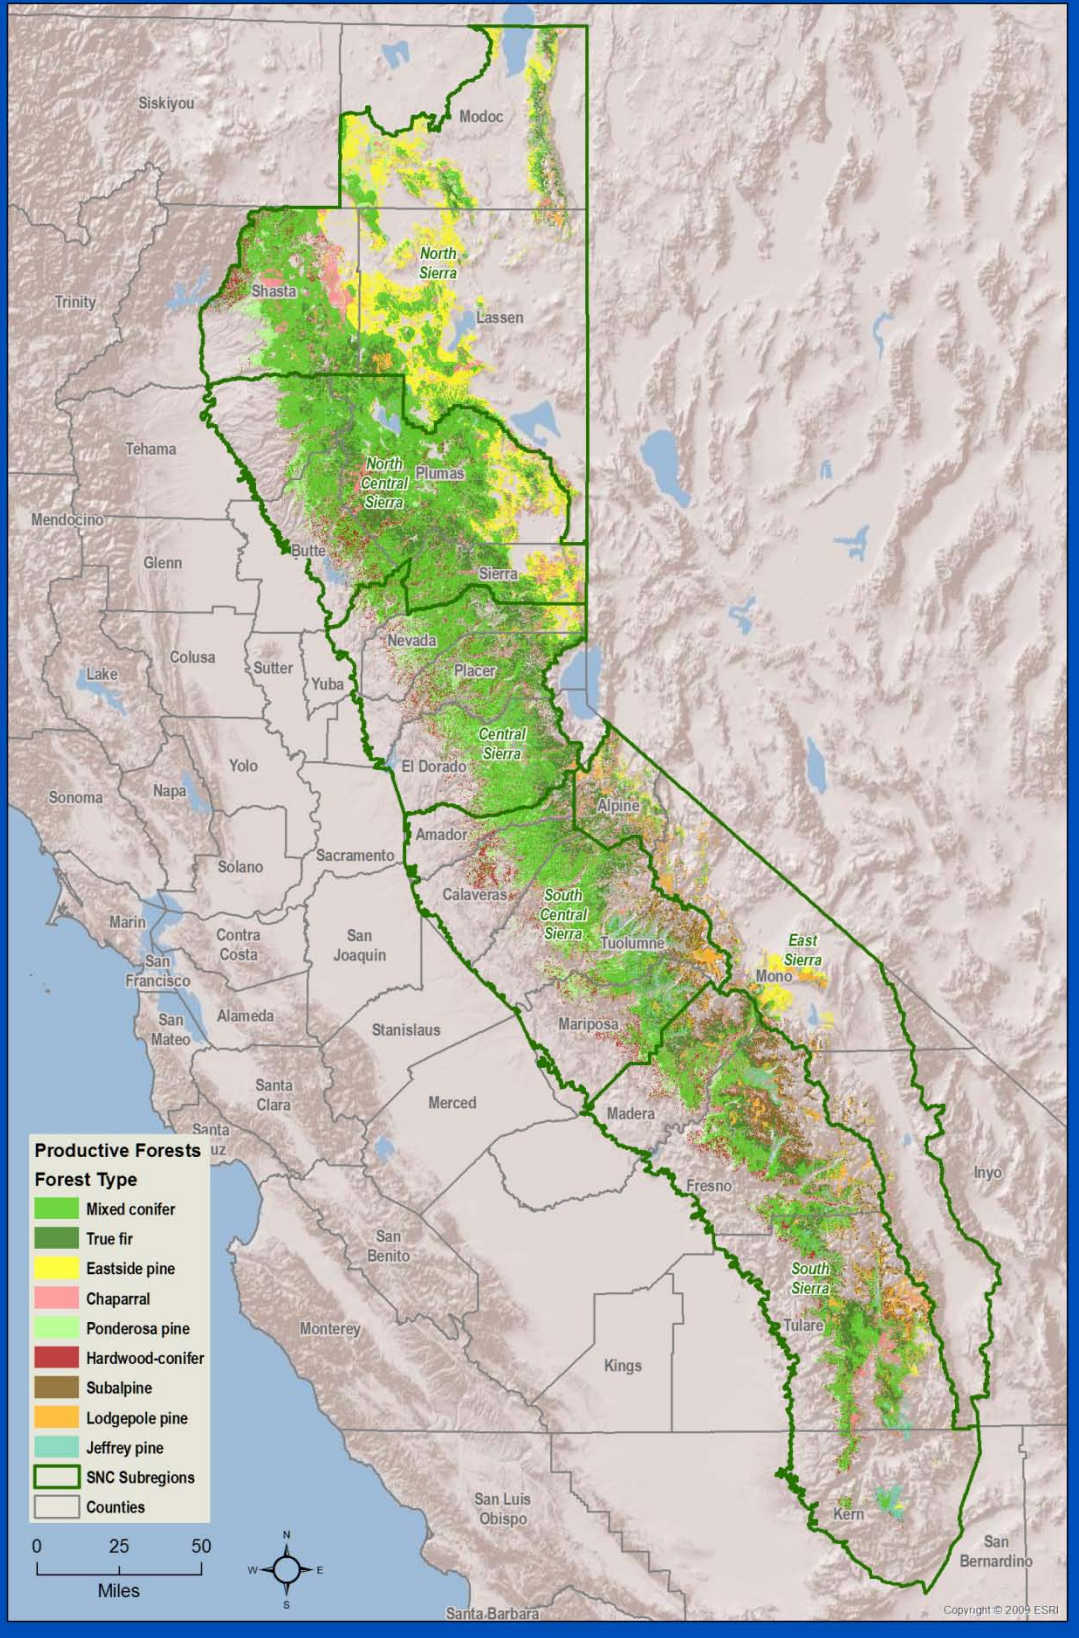 Siskiyou
Modoc
North
Sierra
Trinity
Shasta
Lassen
Tehama
North
Central
Sierra
Plumas
Mendocino
Glenn
Butte
Sierra
Nevada
Colusa
Sutter
Lake
Placer
Yuba
Central
Sierra
Yolo
El Dorado
Napa
Sonoma
Alpine
Amador
Sacramento
Solano
Calaveras
South
Central
Sierra
Marin
Contra
Costa
San
Joaquin
Tuolumne
East
Sierra
Mono
San
Francisco
Alameda
San
Mateo
Stanislaus
Mariposa
Santa
Clara
Merced
Madera
Santa
uz
Inyo
Fresno
San
Benito
South
Sierra
Tulare
Monterey
Kings
Productive Forests
Forest Type
Mixed conifer
True fir
Eastside pine
Chaparral
Ponderosa pine
Hardwood-conifer
Subalpine
Lodgepole pine
Jeffrey pine
SNC Subregions
Counties
San Luis
Obispo
Kern
San
Bernardino
0 25 50
Miles
N
W E
S
Santa Barbara
Copyright © 2009 ESRI